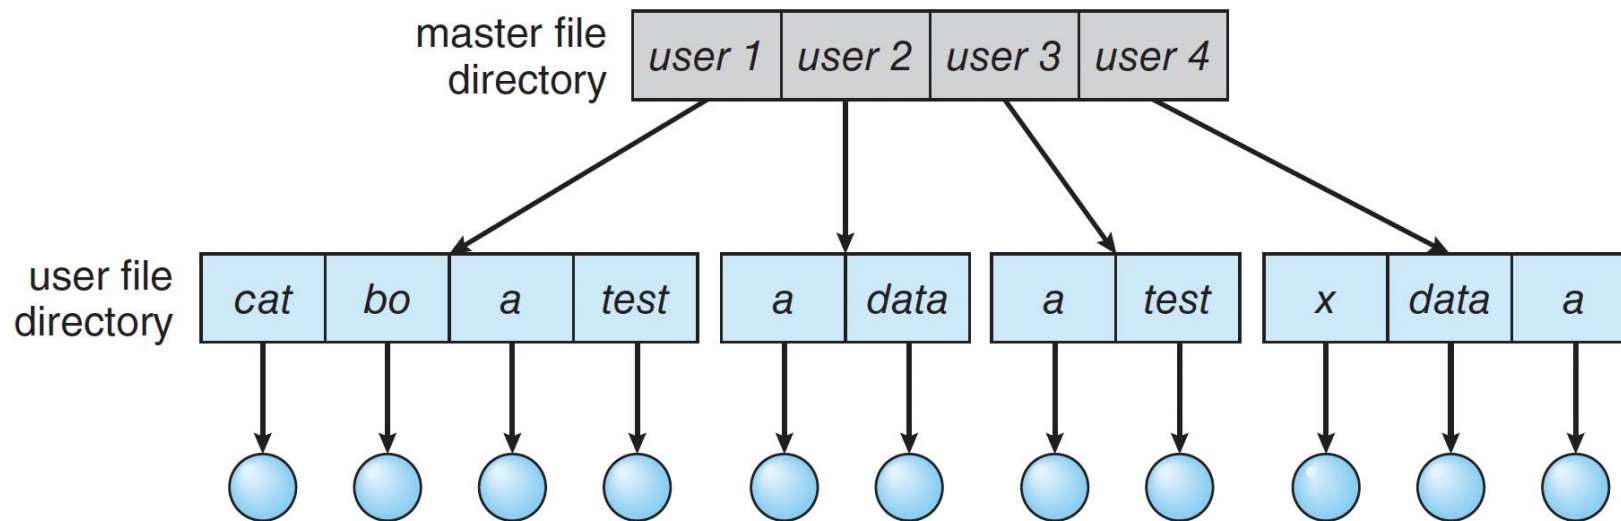 master file
directory
user 1 user 2 user 3 user 4
user file
directory
cat bo a test a data a test x data a